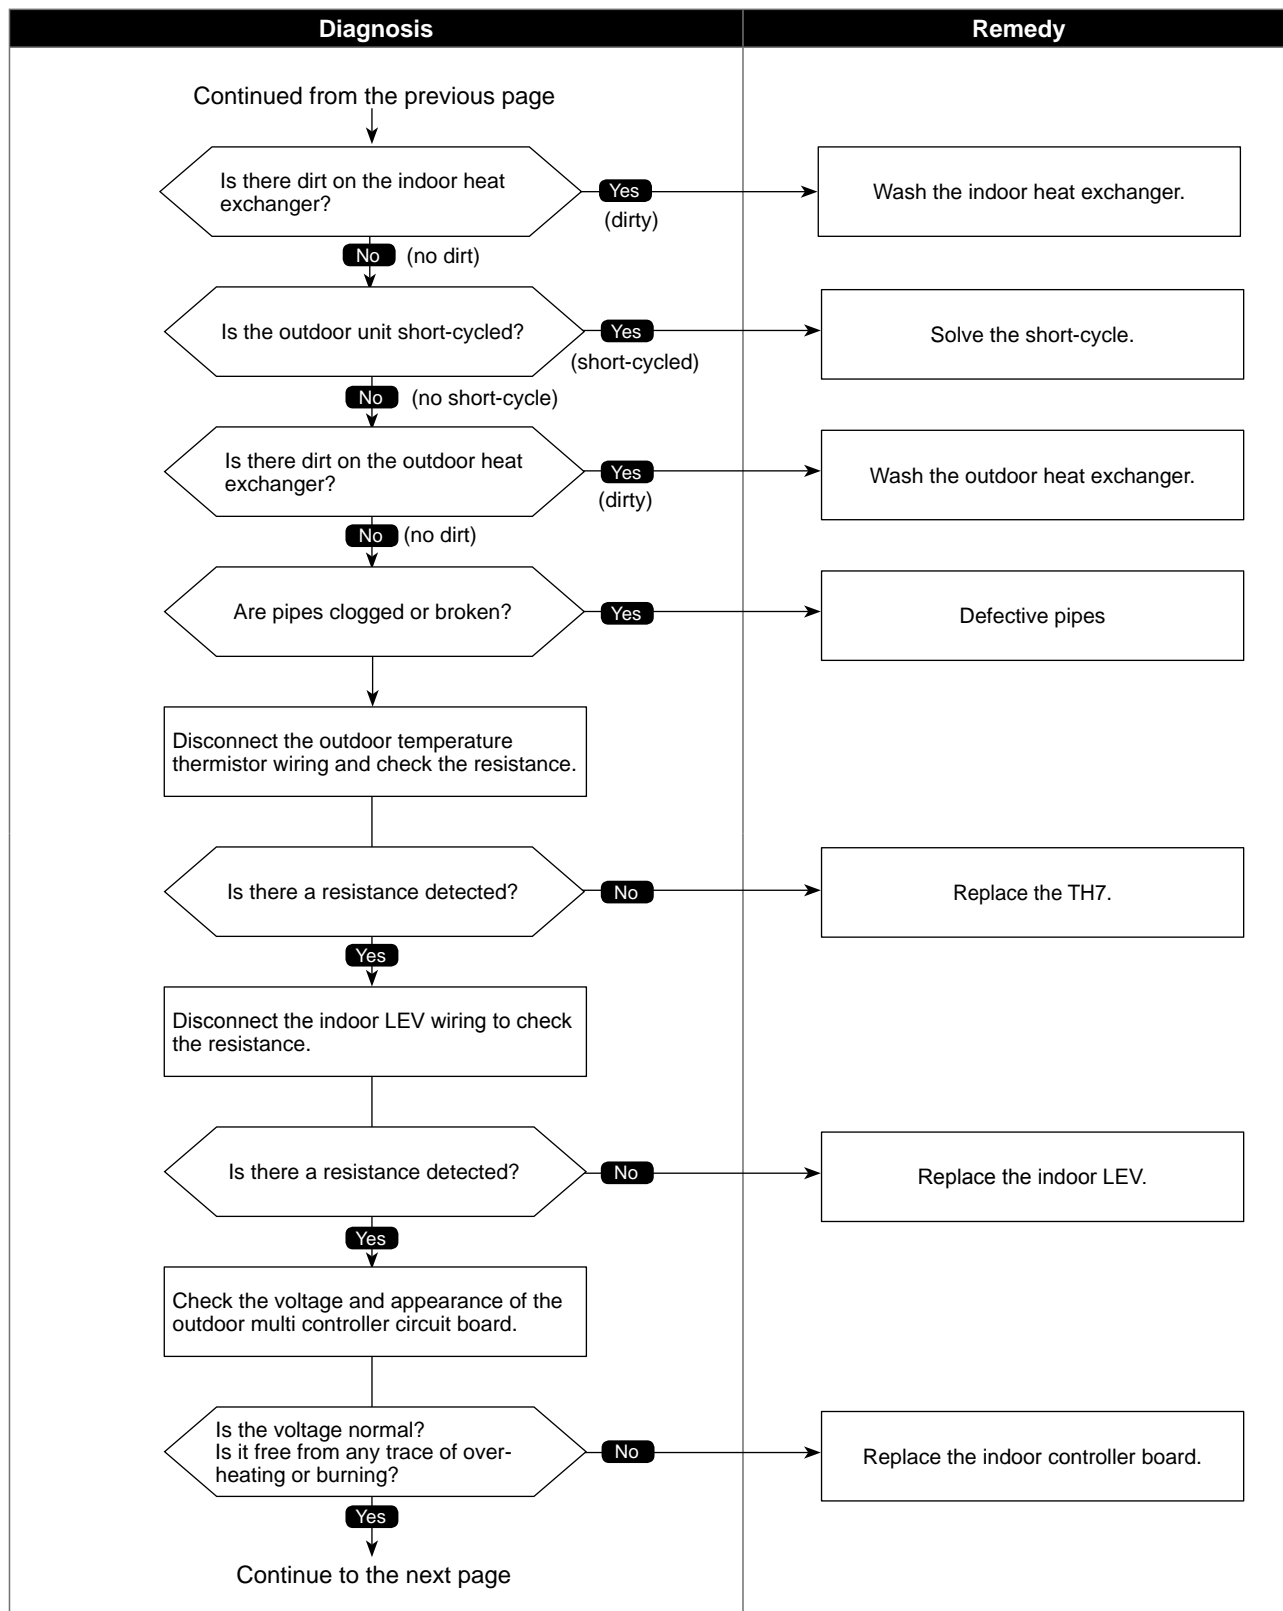 Diagnosis
Remedy
Continued from the previous page
Is there dirt on the indoor heat
exchanger?
Yes
(dirty)
Wash the indoor heat exchanger.
No
(no dirt)
Is the outdoor unit short-cycled?
Yes
(short-cycled)
Solve the short-cycle.
No
(no short-cycle)
Is there dirt on the outdoor heat
exchanger?
Yes
(dirty)
Wash the outdoor heat exchanger.
No
(no dirt)
Are pipes clogged or broken?
Yes
Defective pipes
Disconnect the outdoor temperature
thermistor wiring and check the resistance.
Is there a resistance detected?
No
Replace the TH7.
Yes
Disconnect the indoor LEV wiring to check
the resistance.
Is there a resistance detected?
No
Replace the indoor LEV.
Yes
Check the voltage and appearance of the
outdoor multi controller circuit board.
Is the voltage normal?
Is it free from any trace of over-
heating or burning?
No
Replace the indoor controller board.
Yes
Continue to the next page